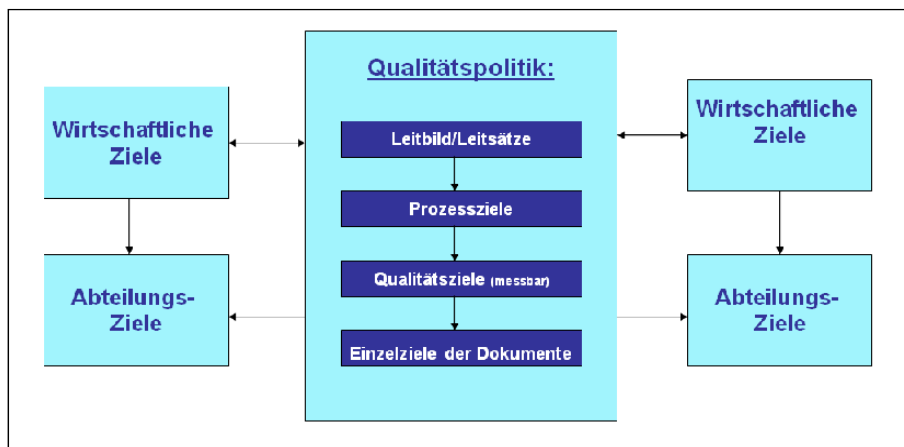 Qualitätspolitik:
Wirtschaftliche
Ziele
Leitbild/Leitsätze
Prozessziele
Qualitätsziele (messbar)
Einzelziele der Dokumente
Abteilungs-
Ziele
Wirtschaftliche
Ziele
Abteilungs-
Ziele